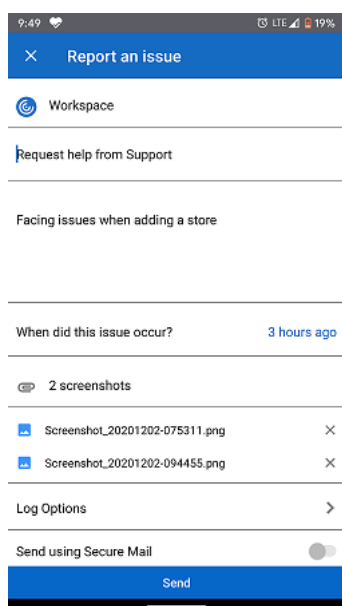 9:49 LTE 19%
Report an issue
Workspace
Request help from Support
Facing issues when adding a store
When did this issue occur? 3 hours ago
2 screenshots
Screenshot_20201202-075311.png
Screenshot_20201202-094455.png
Log Options
Send using Secure Mail
Send